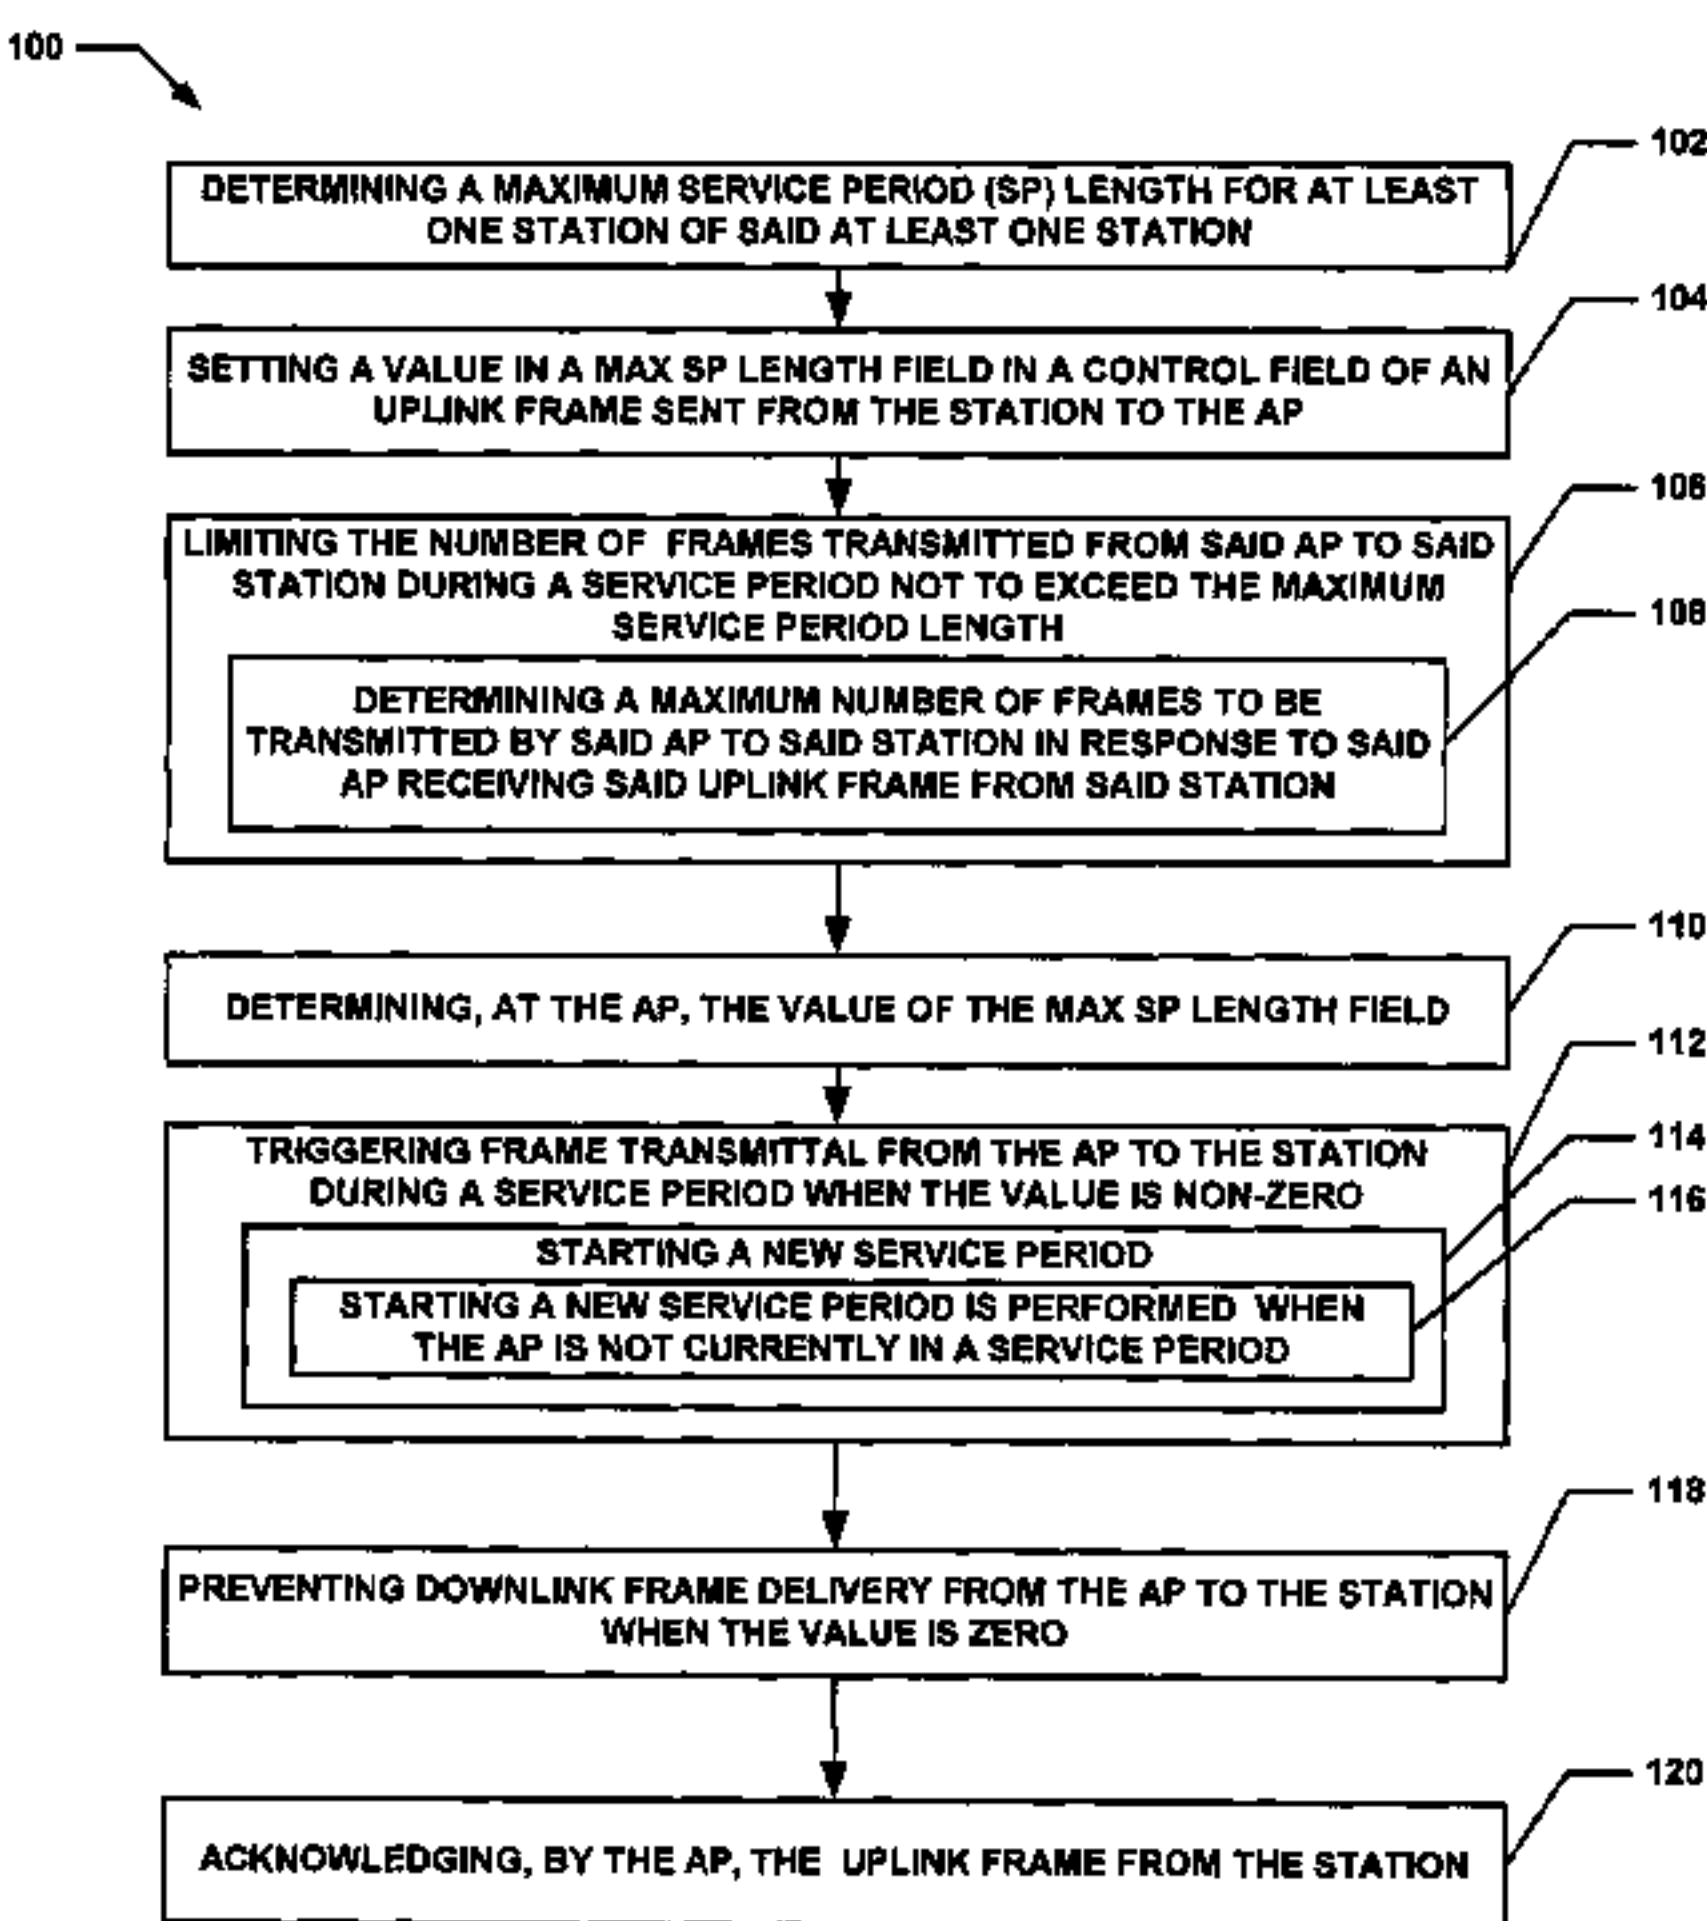 100
102
DETERMINING A MAXIMUM SERVICE PERIOD (SP) LENGTH FOR AT LEAST
ONE STATION OF SAID AT LEAST ONE STATION
104
SETTING A VALUE IN A MAX SP LENGTH FIELD IN A CONTROL FIELD OF AN
UPLINK FRAME SENT FROM THE STATION TO THE AP
106
LIMITING THE NUMBER OF FRAMES TRANSMITTED FROM SAID AP TO SAID
STATION DURING A SERVICE PERIOD NOT TO EXCEED THE MAXIMUM
SERVICE PERIOD LENGTH
108
DETERMINING A MAXIMUM NUMBER OF FRAMES TO BE
TRANSMITTED BY SAID AP TO SAID STATION IN RESPONSE TO SAID
AP RECEIVING SAID UPLINK FRAME FROM SAID STATION
110
DETERMINING, AT THE AP, THE VALUE OF THE MAX SP LENGTH FIELD
112
TRIGGERING FRAME TRANSMITTAL FROM THE AP TO THE STATION
DURING A SERVICE PERIOD WHEN THE VALUE IS NON-ZERO
114
STARTING A NEW SERVICE PERIOD
116
STARTING A NEW SERVICE PERIOD IS PERFORMED WHEN
THE AP IS NOT CURRENTLY IN A SERVICE PERIOD
118
PREVENTING DOWNLINK FRAME DELIVERY FROM THE AP TO THE STATION
WHEN THE VALUE IS ZERO
120
ACKNOWLEDGING, BY THE AP, THE UPLINK FRAME FROM THE STATION